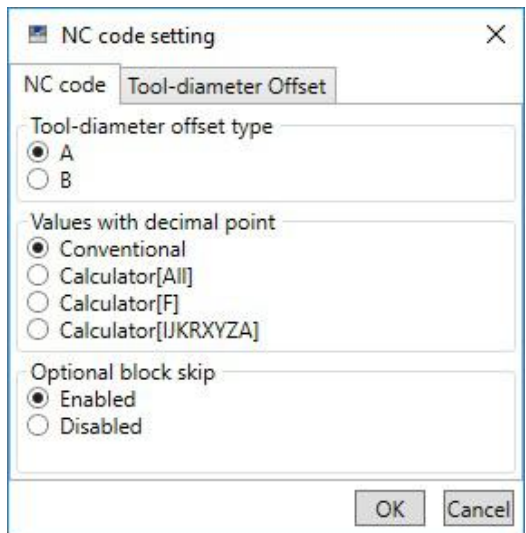 NC code setting
NC code Tool-diameter Offset
Tool-diameter offset type
A
B
Values with decimal point
Conventional
Calculator[All]
Calculator[F]
Calculator[IJKRXYZA]
Optional block skip
Enabled
Disabled
OK Cancel